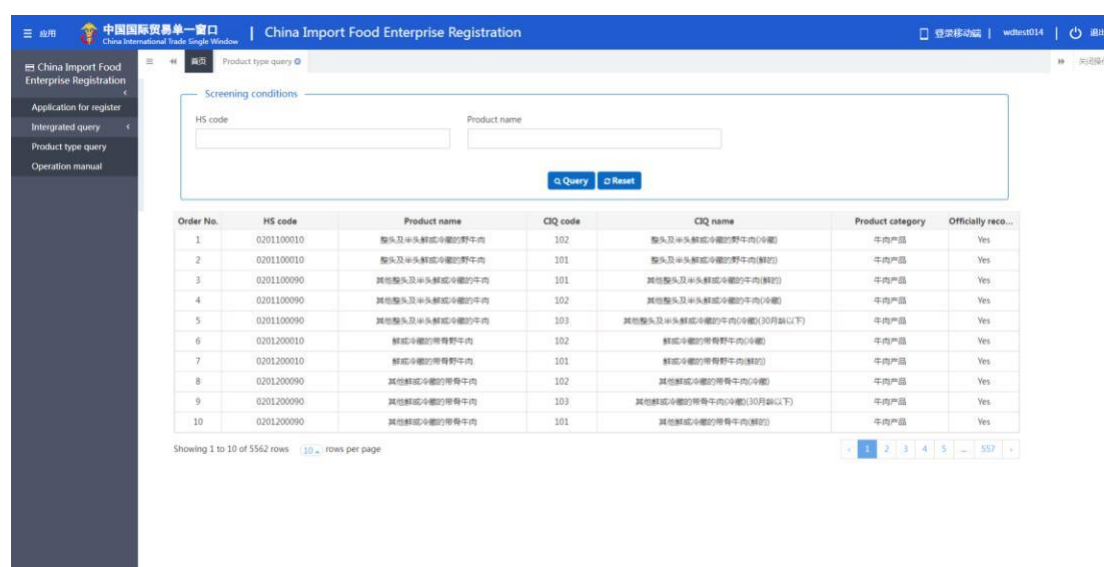 应用
中国国际贸易单一窗口
China International Trade Single Window
China Import Food Enterprise Registration
登录移动端
wdtest014
China Import Food
Enterprise Registration
Application for register
Intergrated query
Product type query
Operation manual
首页
Product type query
Screening conditions
HS code
Product name
Query
Reset
Order No. HS code Product name CIQ code CIQ name Product category Officially reco...
1 0201100010 整头及半头鲜或冷藏的野牛肉 102 整头及半头鲜或冷藏的野牛肉(冷藏) 牛肉产品 Yes
2 0201100010 整头及半头鲜或冷藏的野牛肉 101 整头及半头鲜或冷藏的野牛肉(鲜的) 牛肉产品 Yes
3 0201100090 其他整头及半头鲜或冷藏的牛肉 101 其他整头及半头鲜或冷藏的牛肉(鲜的) 牛肉产品 Yes
4 0201100090 其他整头及半头鲜或冷藏的牛肉 102 其他整头及半头鲜或冷藏的牛肉(冷藏) 牛肉产品 Yes
5 0201100090 其他整头及半头鲜或冷藏的牛肉 103 其他整头及半头鲜或冷藏的牛肉(冷藏)(30月龄以下) 牛肉产品 Yes
6 0201200010 鲜或冷藏的带骨野牛肉 102 鲜或冷藏的带骨野牛肉(冷藏) 牛肉产品 Yes
7 0201200010 鲜或冷藏的带骨野牛肉 101 鲜或冷藏的带骨野牛肉(鲜的) 牛肉产品 Yes
8 0201200090 其他鲜或冷藏的带骨牛肉 102 其他鲜或冷藏的带骨牛肉(冷藏) 牛肉产品 Yes
9 0201200090 其他鲜或冷藏的带骨牛肉 103 其他鲜或冷藏的带骨牛肉(冷藏)(30月龄以下) 牛肉产品 Yes
10 0201200090 其他鲜或冷藏的带骨牛肉 101 其他鲜或冷藏的带骨牛肉(鲜的) 牛肉产品 Yes
Showing 1 to 10 of 5562 rows 10 rows per page
1 2 3 4 5 ... 557